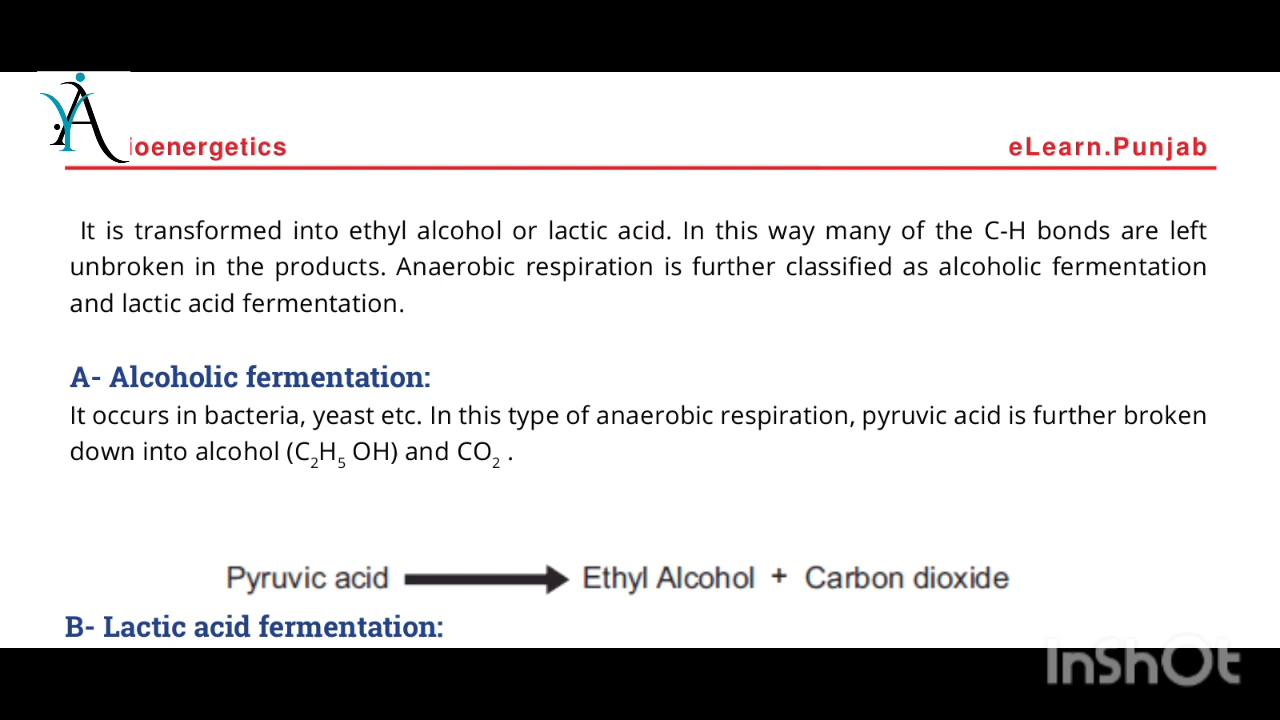 ioenergetics
eLearn.Punjab
It is transformed into ethyl alcohol or lactic acid. In this way many of the C-H bonds are left
unbroken in the products. Anaerobic respiration is further classified as alcoholic fermentation
and lactic acid fermentation.
A- Alcoholic fermentation:
It occurs in bacteria, yeast etc. In this type of anaerobic respiration, pyruvic acid is further broken
down into alcohol (C₂H₅ OH) and CO₂ .
Pyruvic acid ➔ Ethyl Alcohol + Carbon dioxide
B- Lactic acid fermentation:
InShOt